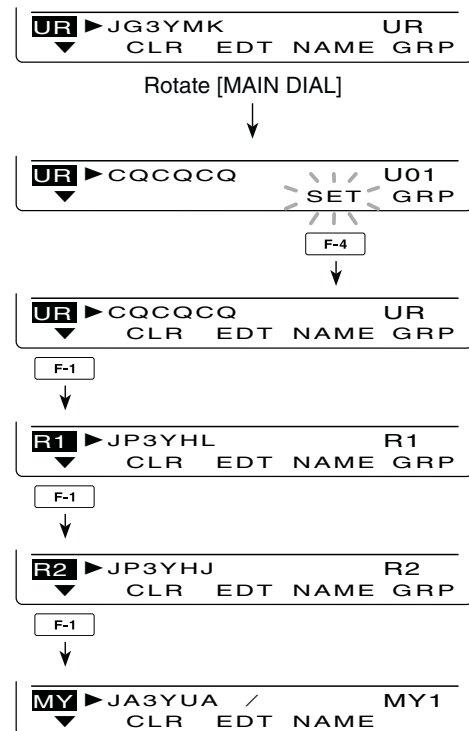 UR ►JG3YMK UR
▼ CLR EDT NAME GRP
Rotate [MAIN DIAL]
UR ►CQCQCQ U01
▼ SET GRP
F-4
UR ►CQCQCQ UR
▼ CLR EDT NAME GRP
F-1
R1 ►JP3YHL R1
▼ CLR EDT NAME GRP
F-1
R2 ►JP3YHJ R2
▼ CLR EDT NAME GRP
F-1
MY ►JA3YUA / MY1
▼ CLR EDT NAME